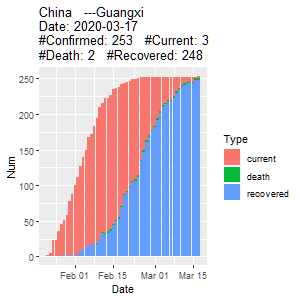 China   ---Guangxi
Date: 2020-03-17
#Confirmed: 253   #Current: 3
#Death: 2   #Recovered: 248
250
200
150
100
50
0
Num
Feb 01
Feb 15
Mar 01
Mar 15
Date
Type
current
death
recovered